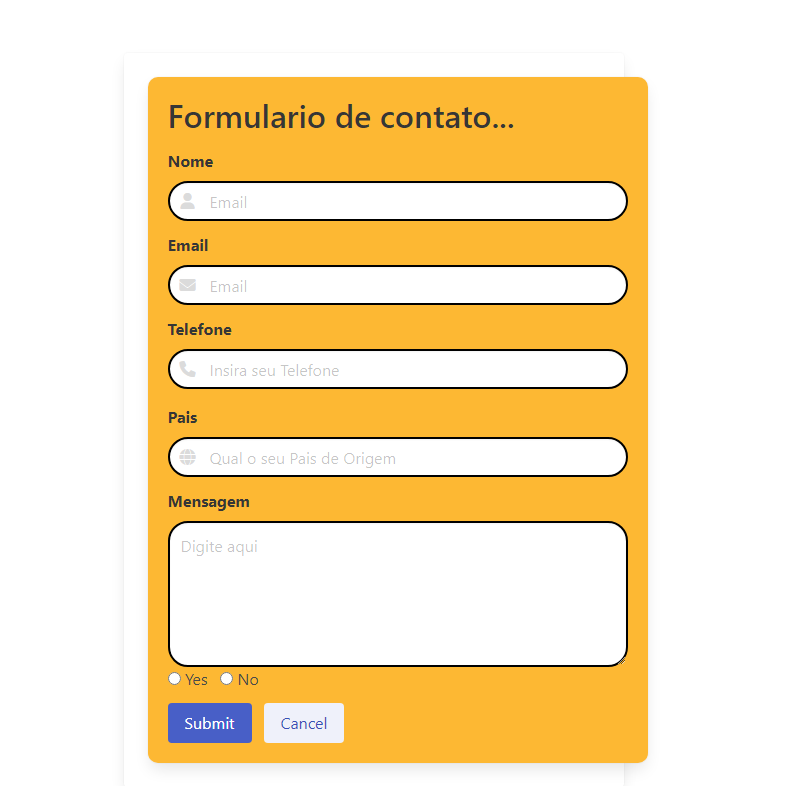 Formulario de contato...
Nome
Email
Email
Email
Telefone
Insira seu Telefone
Pais
Qual o seu Pais de Origem
Mensagem
Digite aqui
Yes No
Submit Cancel